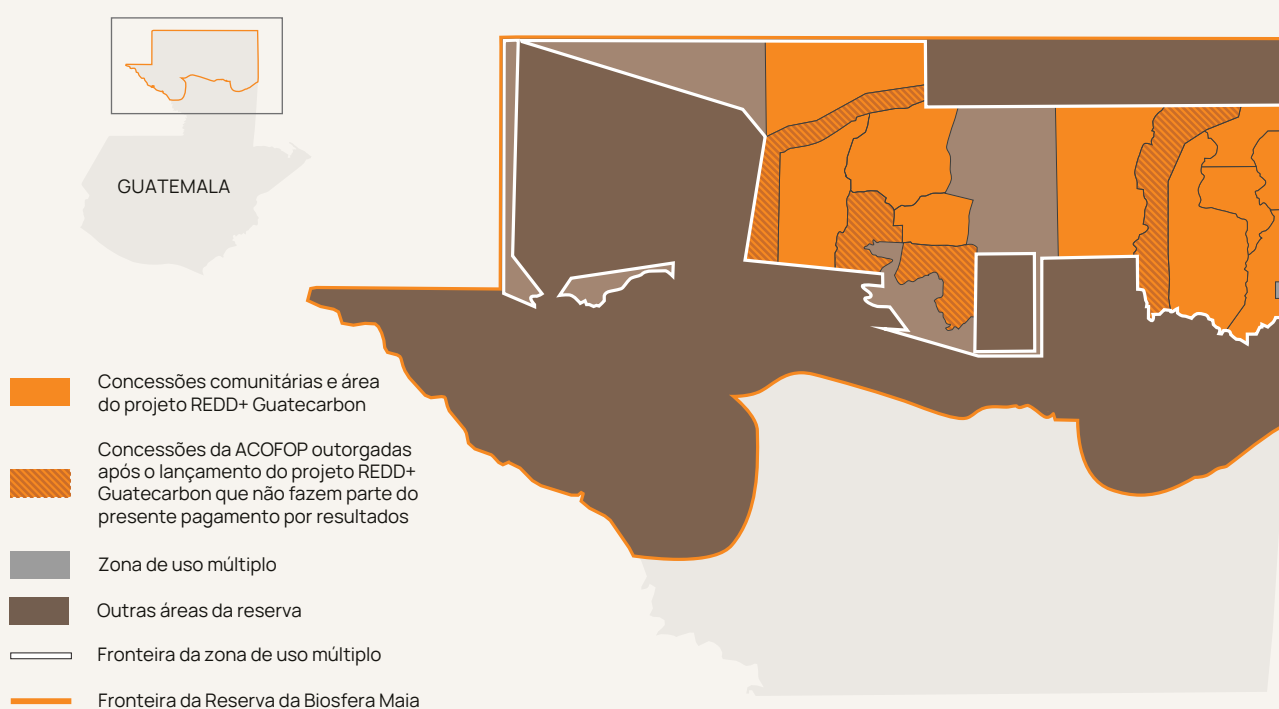 GUATEMALA
Concessões comunitárias e área
do projeto REDD+ Guatecarbon
Concessões da ACOFOP outorgadas
após o lançamento do projeto REDD+
Guatecarbon que não fazem parte do
presente pagamento por resultados
Zona de uso múltiplo
Outras áreas da reserva
Fronteira da zona de uso múltiplo
Fronteira da Reserva da Biosfera Maia